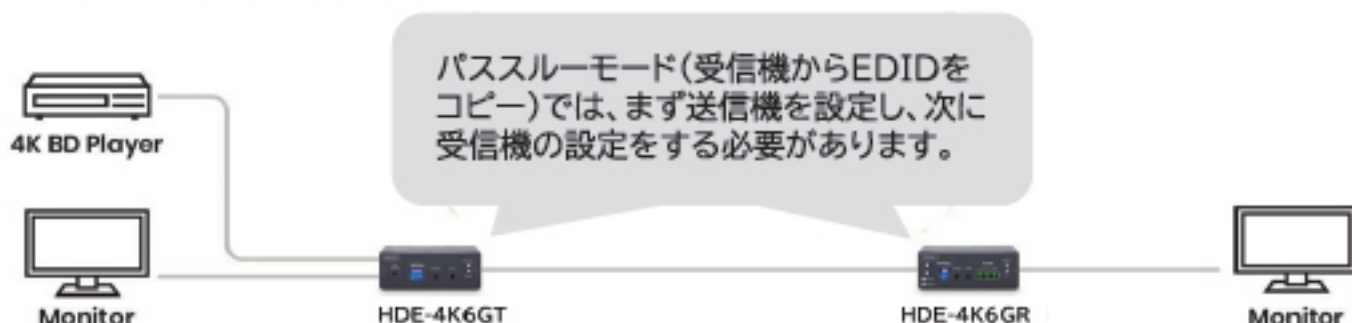 パススルーモード(受信機からEDIDを
コピー)では、まず送信機を設定し、次に
受信機の設定をする必要があります。
4K BD Player
Monitor
HDE-4K6GT
HDE-4K6GR
Monitor